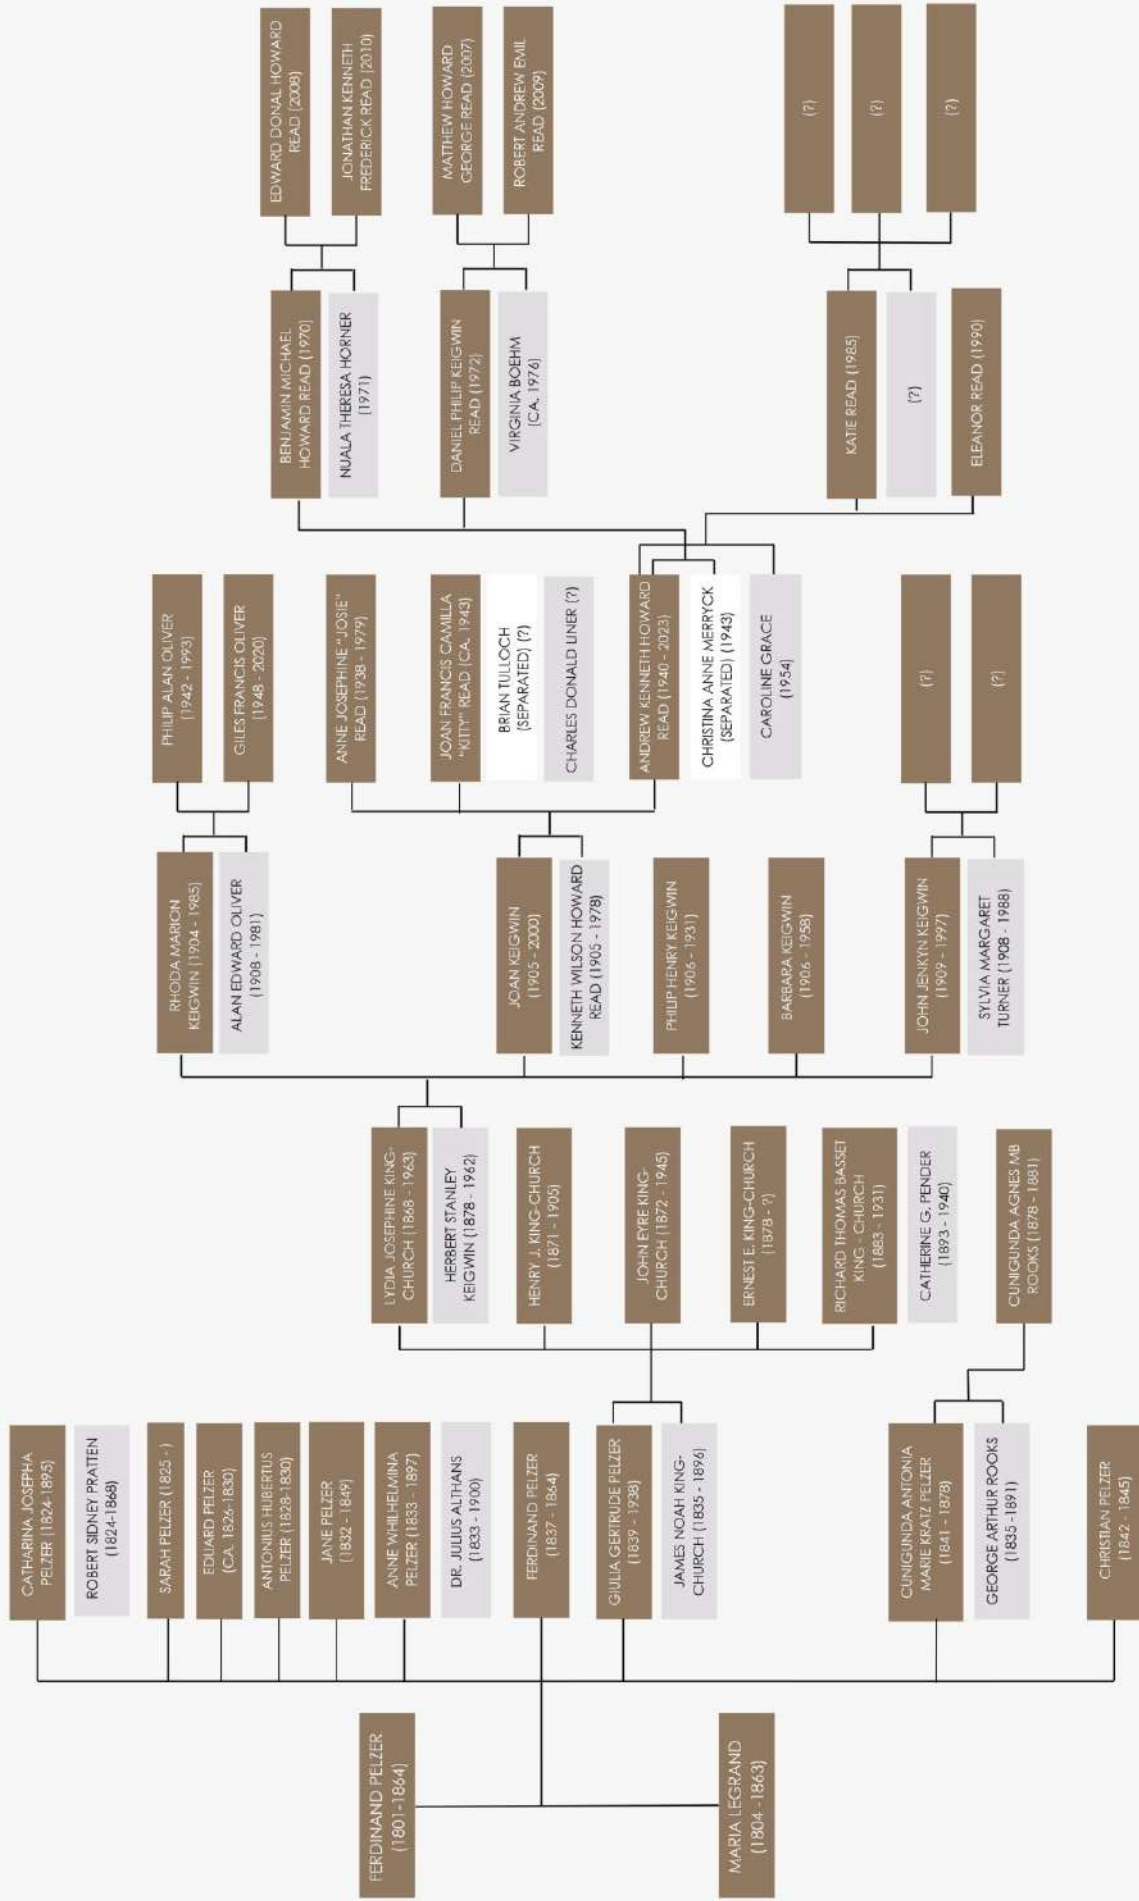 FERDINAND PELZER
(1801-1864)
MARIA LEGRAND
(1804 -1863)
CATHARINA JOSEPHA
PELZER (1824-1895)
ROBERT SIDNEY PRATTEN
(1824-1868)
SARAH PELZER (1825 - )
EDUARD PELZER
(CA. 1826-1830)
ANTONIUS HUBERTUS
PELZER (1828-1830)
JANE PELZER
(1832 - 1849)
ANNE WHILHELMINA
PELZER (1833 - 1897)
DR. JULIUS ALTHANS
(1833 - 1900)
FERDINAND PELZER
(1837 - 1864)
GIULIA GERTRUDE PELZER
(1839 - 1938)
JAMES NOAH KING-
CHURCH (1835 - 1896)
CUNIGUNDA ANTONIA
MARIE KRATZ PELZER
(1841 - 1878)
GEORGE ARTHUR ROOKS
(1835 -1891)
CHRISTIAN PELZER
(1842 - 1845)
LYDIA JOSEPHINE KING-
CHURCH (1868 - 1963)
HERBERT STANLEY
KEIGWIN (1878 - 1962)
HENRY J. KING-CHURCH
(1871 - 1905)
JOHN EYRE KING-
CHURCH (1872 - 1945)
ERNEST E. KING-CHURCH
(1878 - ?)
RICHARD THOMAS BASSET
KING - CHURCH
(1883 - 1931)
CATHERINE G. PENDER
(1893 - 1940)
CUNIGUNDA AGNES MB
ROOKS (1878 - 1881)
RHODA MARION
KEIGWIN (1904 - 1985)
ALAN EDWARD OLIVER
(1908 - 1981)
JOAN KEIGWIN
(1905 - 2000)
KENNETH WILSON HOWARD
READ (1905 - 1978)
PHILIP HENRY KEIGWIN
(1906 - 1931)
BARBARA KEIGWIN
(1906 - 1958)
JOHN JENKYN KEIGWIN
(1909 - 1997)
SYLVIA MARGARET
TURNER (1908 - 1988)
PHILIP ALAN OLIVER
(1942 - 1993)
GILES FRANCIS OLIVER
(1948 - 2020)
ANNE JOSEPHINE "JOSIE"
READ (1938 - 1979)
JOAN FRANCIS CAMILLA
"KITTY" READ (CA. 1943)
BRIAN TULLOCH
(SEPARATED) (?)
CHARLES DONALD LINER (?)
ANDREW KENNETH HOWARD
READ (1940 - 2023)
CHRISTINA ANNE MERRYCK
(SEPARATED) (1943)
CAROLINE GRACE
(1954)
(?)
(?)
BENJAMIN MICHAEL
HOWARD READ (1970)
NUALA THERESA HORNER
(1971)
DANIEL PHILIP KEIGWIN
READ (1972)
VIRGINIA BOEHM
(CA. 1976)
KATIE READ (1985)
(?)
ELEANOR READ (1990)
EDWARD DONAL HOWARD
READ (2008)
JONATHAN KENNETH
FREDERICK READ (2010)
MATTHEW HOWARD
GEORGE READ (2007)
ROBERT ANDREW EMIL
READ (2009)
(?)
(?)
(?)